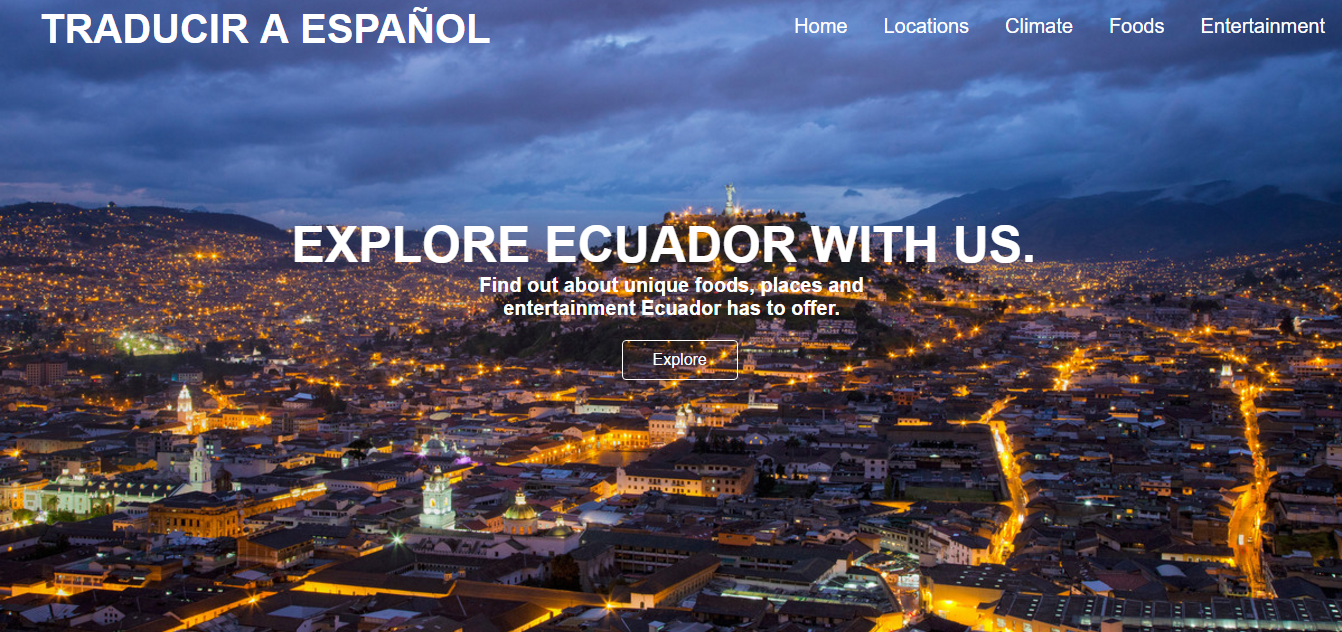 TRADUCIR A ESPAÑOL
Home Locations Climate Foods Entertainment
EXPLORE ECUADOR WITH US.
Find out about unique foods, places and
entertainment Ecuador has to offer.
Explore